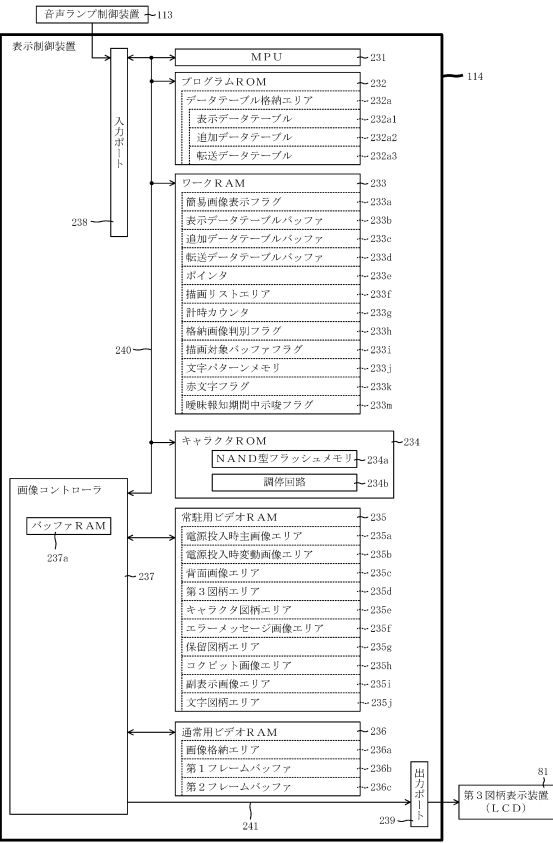 音声ランプ制御装置
113
表示制御装置
114
入力ポート
238
240
MPU
231
プログラムROM
232
データテーブル格納エリア
232a
表示データテーブル
232a1
追加データテーブル
232a2
転送データテーブル
232a3
ワークRAM
233
簡易画像表示フラグ
233a
表示データテーブルバッファ
233b
追加データテーブルバッファ
233c
転送データテーブルバッファ
233d
ポインタ
233e
描画リストエリア
233f
計時カウンタ
233g
格納画像判別フラグ
233h
描画対象バッファフラグ
233i
文字パターンメモリ
233j
赤文字フラグ
233k
曖昧報知期間中示唆フラグ
233m
キャラクタROM
234
NAND型フラッシュメモリ
234a
調停回路
234b
画像コントローラ
バッファRAM
237a
237
常駐用ビデオRAM
235
電源投入時主画像エリア
235a
電源投入時変動画像エリア
235b
背面画像エリア
235c
第3図柄エリア
235d
キャラクタ図柄エリア
235e
エラーメッセージ画像エリア
235f
保留図柄エリア
235g
コクピット画像エリア
235h
副表示画像エリア
235i
文字図柄エリア
235j
通常用ビデオRAM
236
画像格納エリア
236a
第1フレームバッファ
236b
第2フレームバッファ
236c
241
出力ポート
239
81
第3図柄表示装置
(LCD)